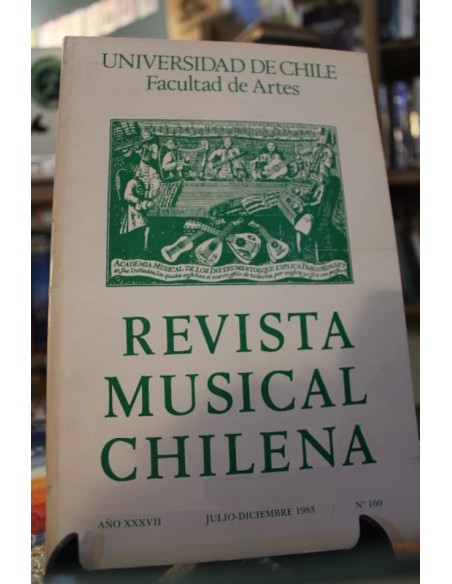 UNIVERSIDAD DE CHILE
Facultad de Artes
ACADEMIA MUSICAL DE LOS INSTRUMENTOS, QUE EXPLICA PABLO MINGUET
REVISTA
MUSICAL
CHILENA
AÑO XXXVII JULIO-DICIEMBRE 1983 Nº 160